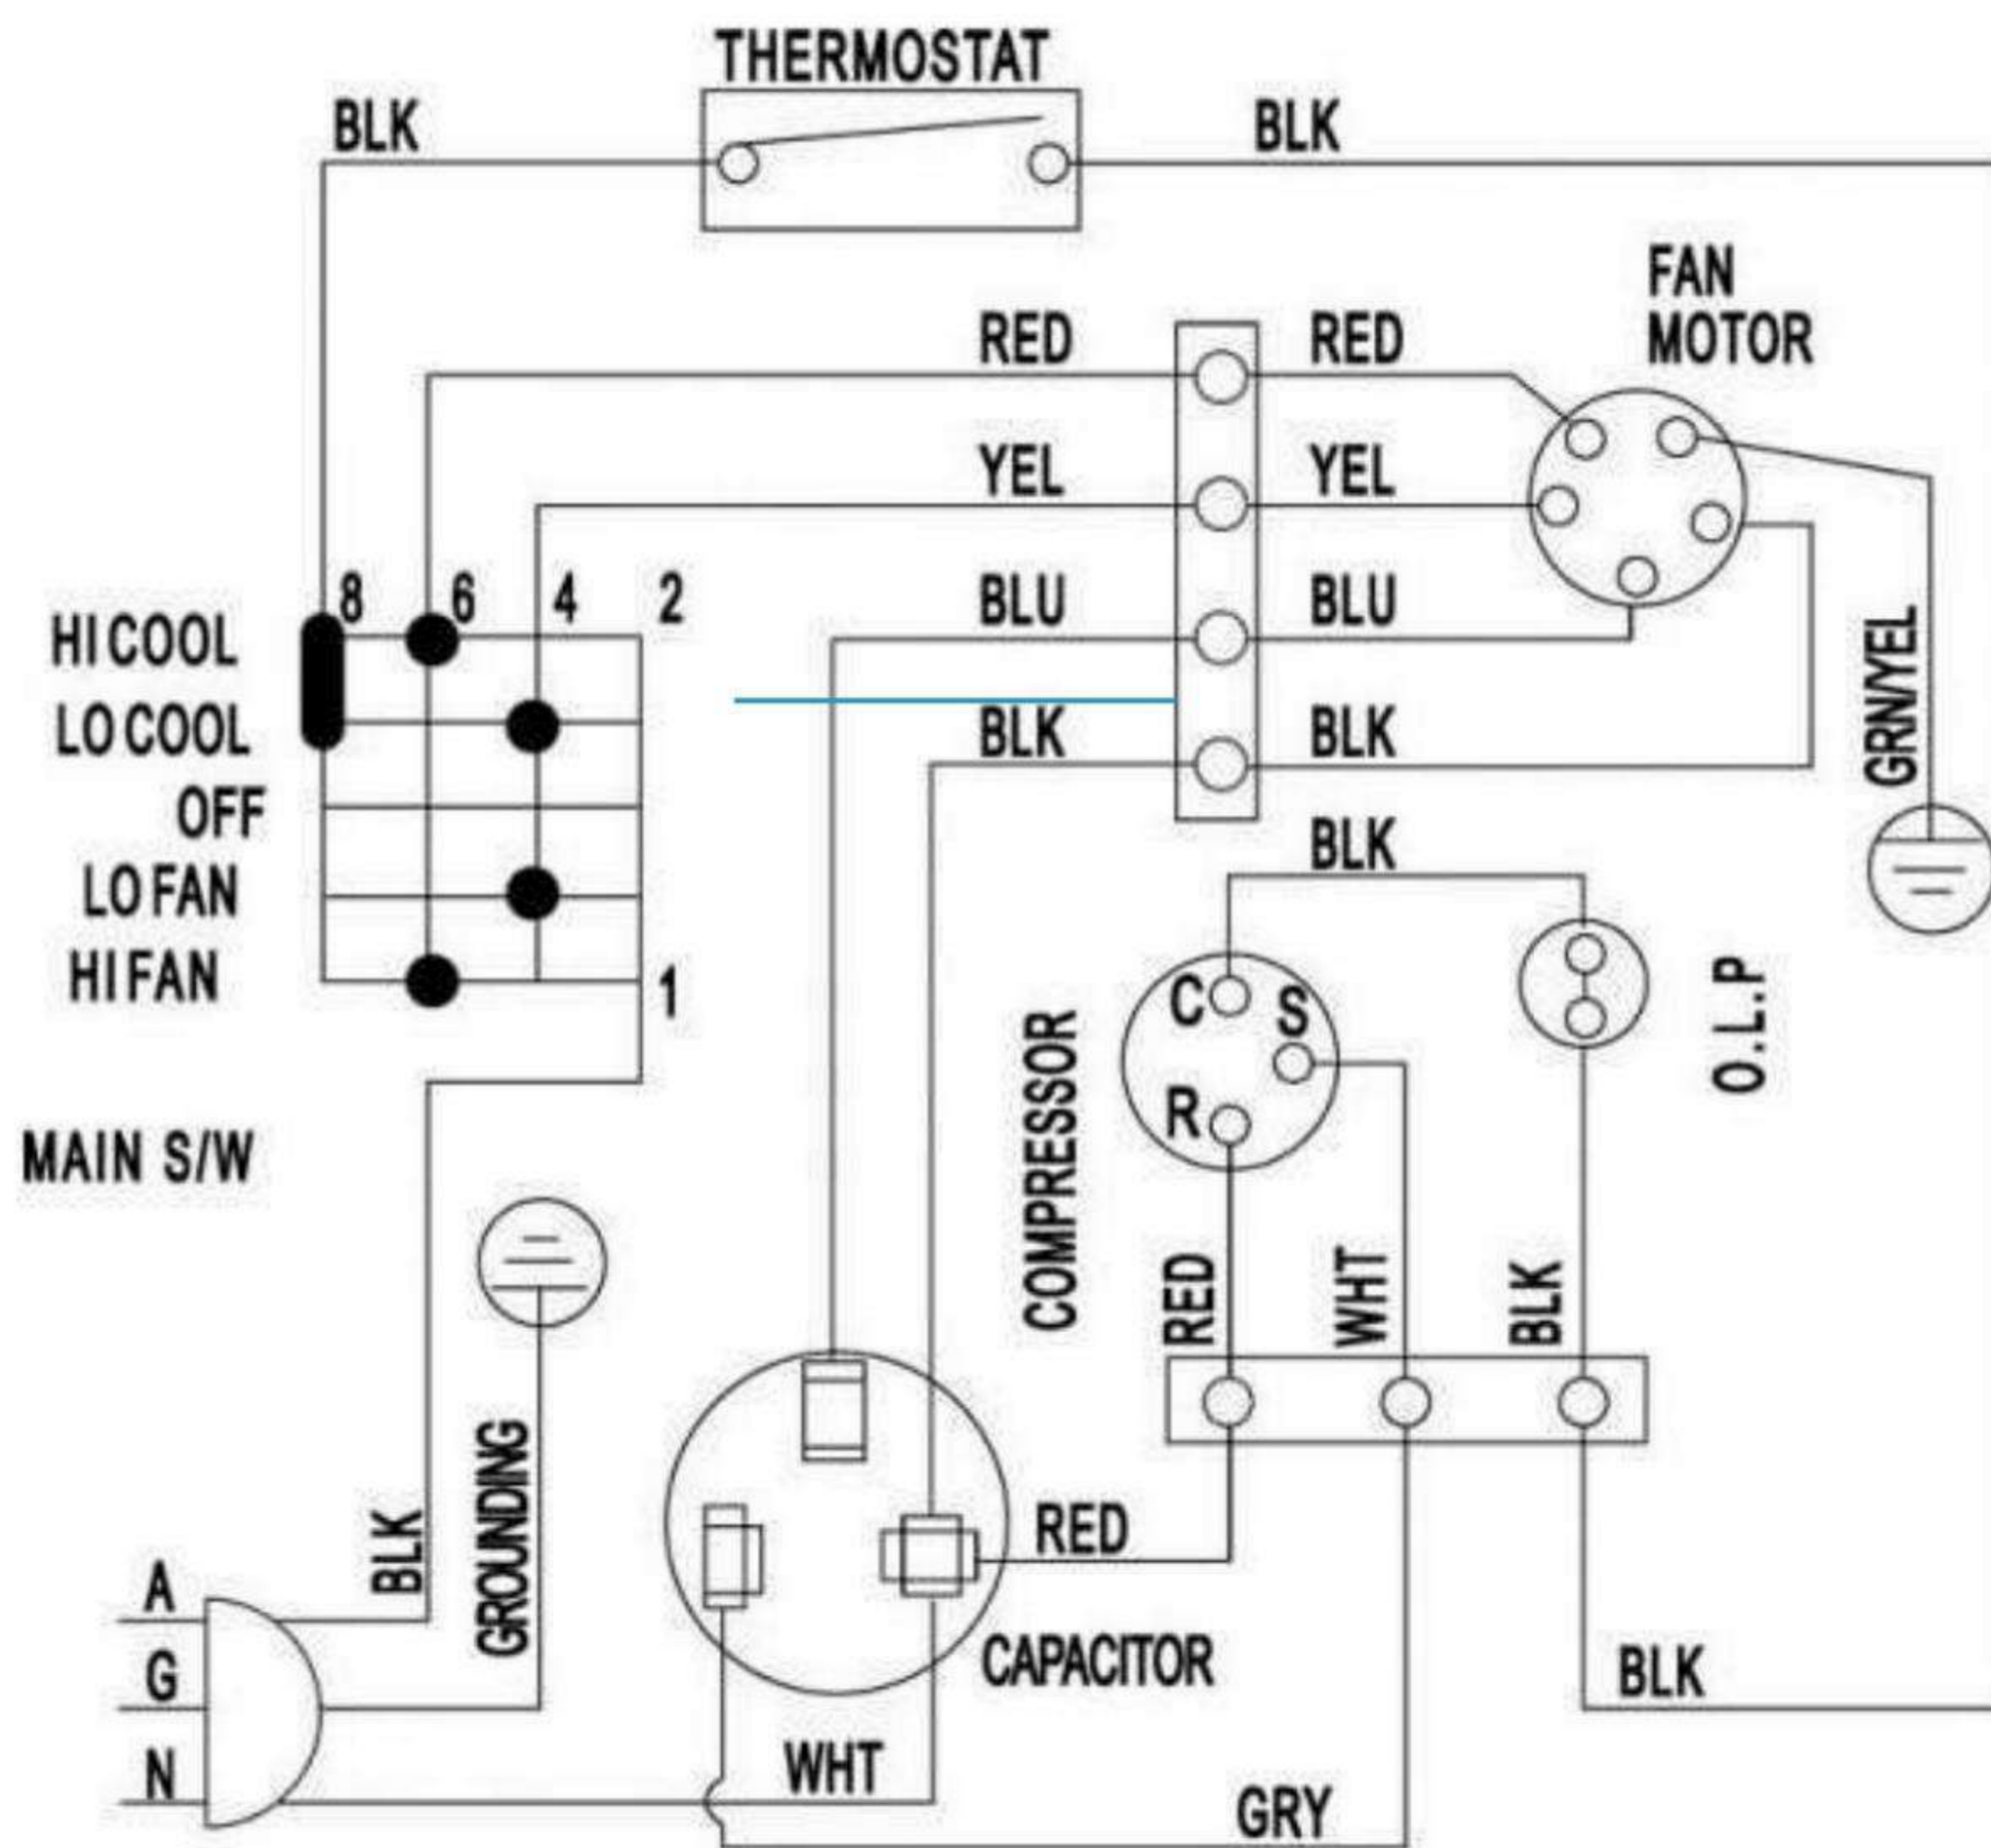 THERMOSTAT
BLK
BLK
FAN
MOTOR
RED
RED
YEL
YEL
8
6
4
2
BLU
BLU
HI COOL
LO COOL
BLK
BLK
GRN/YEL
OFF
BLK
LO FAN
HI FAN
1
C
S
R
O.L.P
COMPRESSOR
MAIN S/W
RED
WHT
BLK
BLK
GROUNDING
RED
A
G
N
CAPACITOR
BLK
WHT
GRY